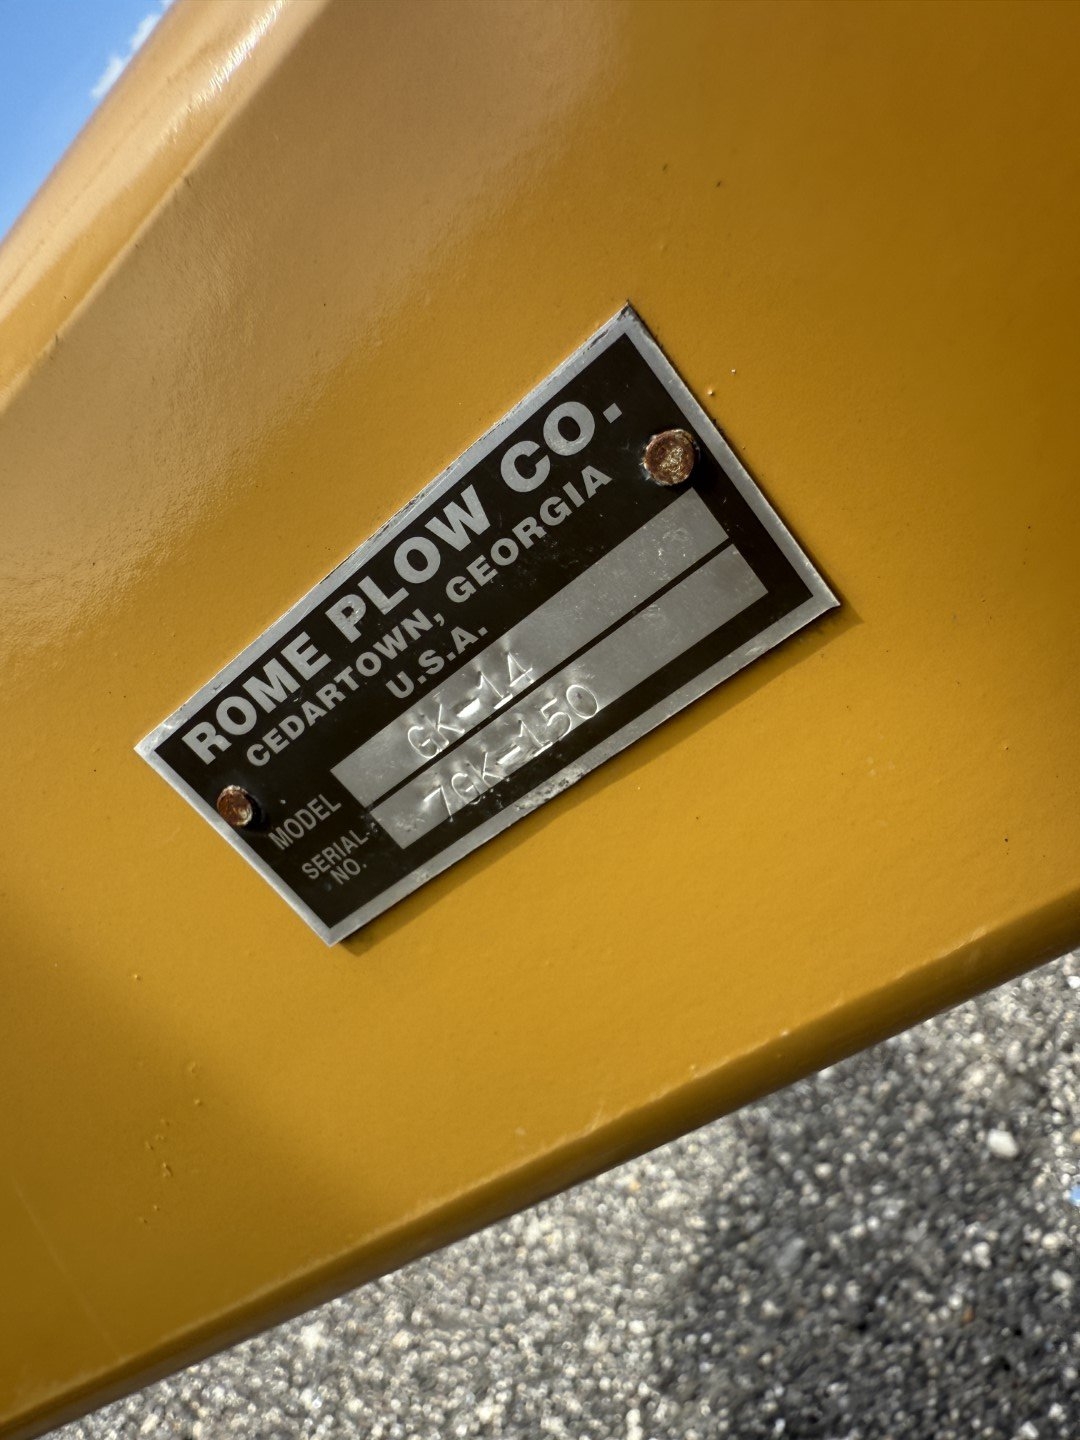 ROME PLOW CO.
CEDARTOWN, GEORGIA
U.S.A.
MODEL GK-14
SERIAL NO. 7GK-150